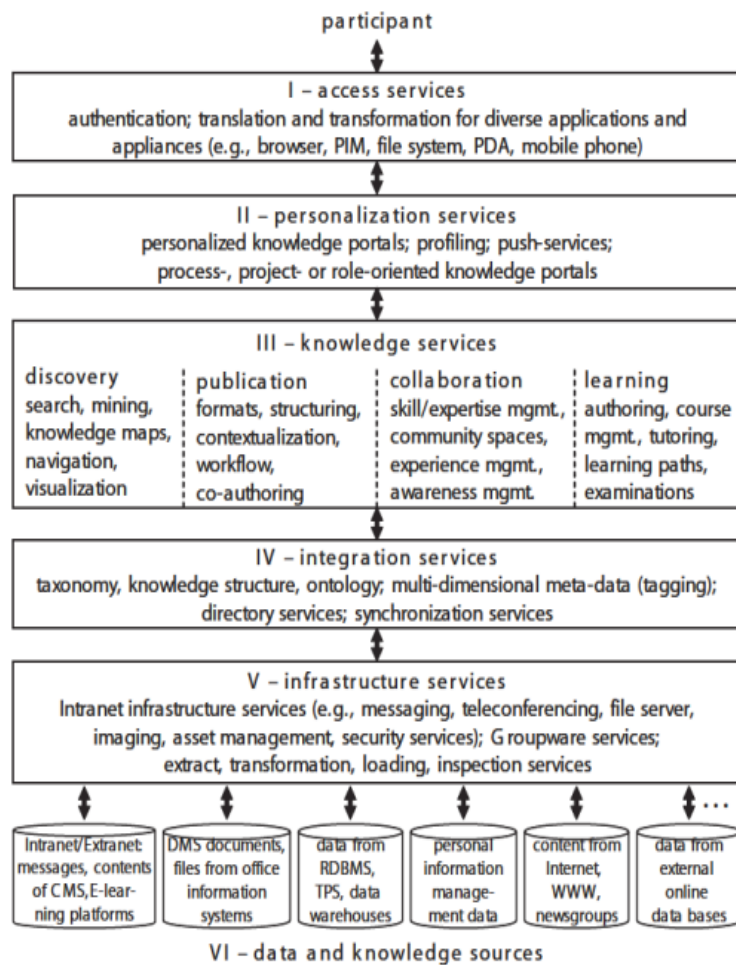 participant
I – access services
authentication; translation and transformation for diverse applications and
appliances (e.g., browser, PIM, file system, PDA, mobile phone)
II – personalization services
personalized knowledge portals; profiling; push-services;
process-, project- or role-oriented knowledge portals
III – knowledge services
discovery
search, mining,
knowledge maps,
navigation,
visualization
publication
formats, structuring,
contextualization,
workflow,
co-authoring
collaboration
skill/expertise mgmt.,
community spaces,
experience mgmt.,
awareness mgmt.
learning
authoring, course
mgmt., tutoring,
learning paths,
examinations
IV – integration services
taxonomy, knowledge structure, ontology; multi-dimensional meta-data (tagging);
directory services; synchronization services
V – infrastructure services
Intranet infrastructure services (e.g., messaging, teleconferencing, file server,
imaging, asset management, security services); Groupware services;
extract, transformation, loading, inspection services
...
Intranet/Extranet:
messages, contents
of CMS,E-lear-
ning platforms
DMS documents,
files from office
information
systems
data from
RDBMS,
TPS, data
warehouses
personal
information
manage-
ment data
content from
Internet,
WWW,
newsgroups
data from
external
online
data bases
VI – data and knowledge sources